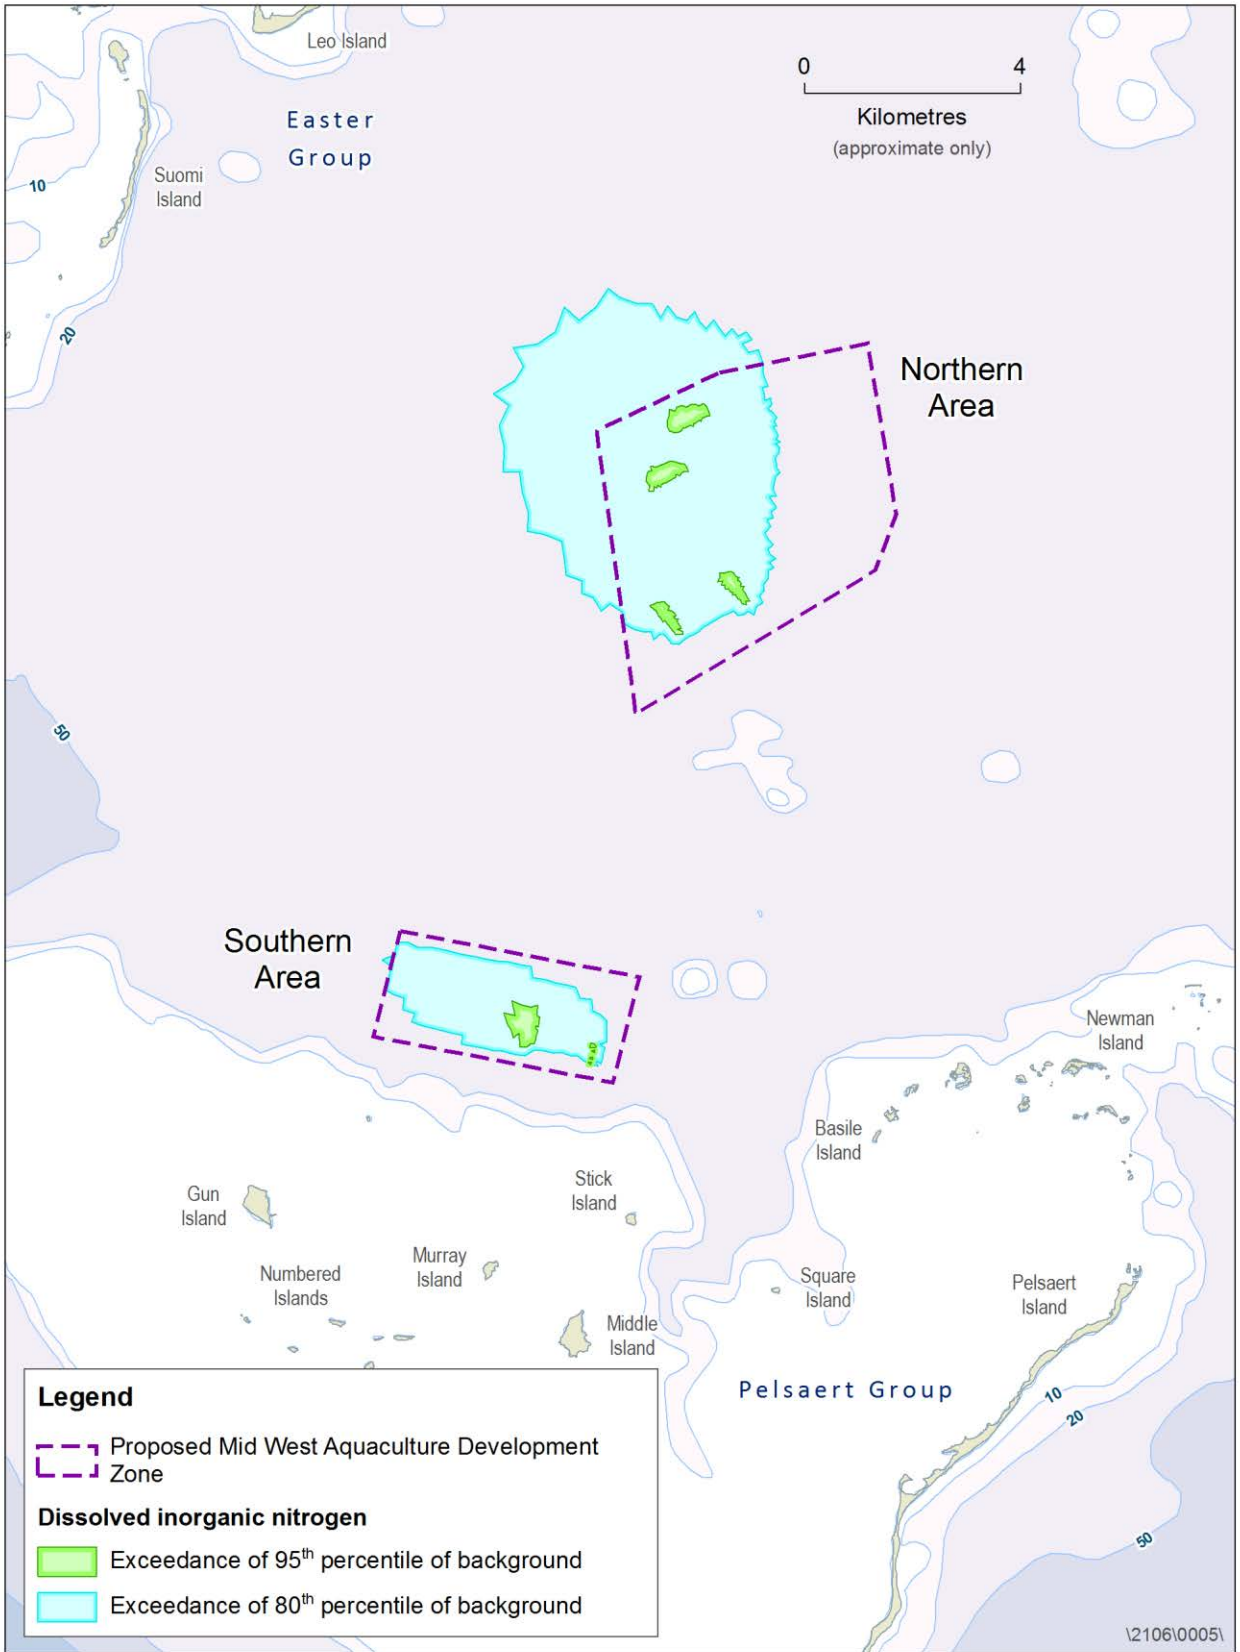 Leo Island
0 4
Kilometres
(approximate only)
Easter
Group
Suomi
Island
10
20
Northern
Area
50
Southern
Area
Newman
Island
Basile
Island
Stick
Island
Gun
Island
Murray
Island
Numbered
Islands
Square
Island
Pelsaert
Island
Middle
Island
Pelsaert Group
10
20
50
Legend
Proposed Mid West Aquaculture Development
Zone
Dissolved inorganic nitrogen
Exceedance of 95th percentile of background
Exceedance of 80th percentile of background
\2106\0005\